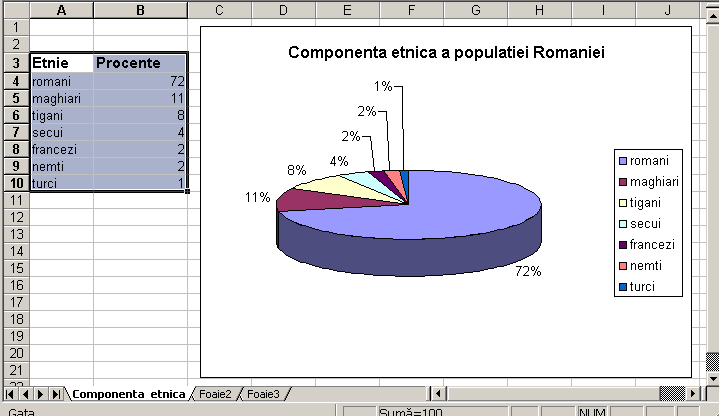 A B C D E F G H I J
1
2
3 Etnie Procente
4 romani 72
5 maghiari 11
6 tigani 8
7 secui 4
8 francezi 2
9 nemti 2
10 turci 1
11
12
13
14
15
16
17
18
19
20
21
Componenta etnica a populatiei Romaniei
1%
2%
2%
4%
8%
11%
72%
romani
maghiari
tigani
secui
francezi
nemti
turci
Componenta etnica Foaie2 Foaie3
Gata Sumă=100 NUM